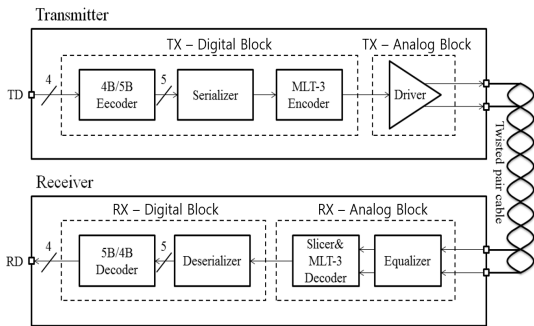 Transmitter
TX – Digital Block
TX – Analog Block
TD
4
4B/5B
Eecoder
5
Serializer
MLT-3
Encoder
Driver
Twisted pair cable
Receiver
RX – Digital Block
RX – Analog Block
RD
4
5B/4B
Decoder
5
Deserializer
Slicer&
MLT-3
Decoder
Equalizer